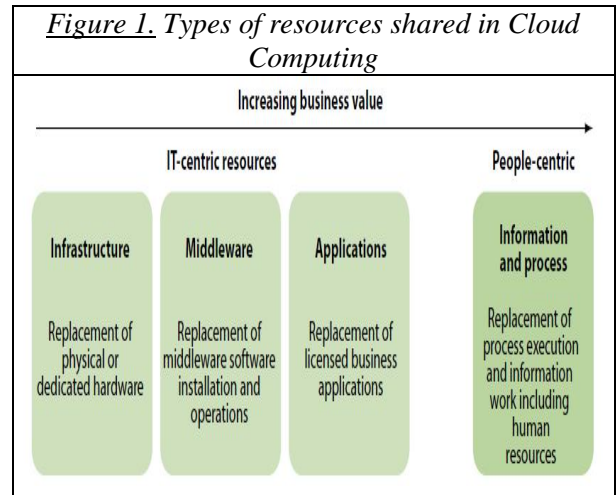 Figure 1. Types of resources shared in Cloud
Computing
Increasing business value
IT-centric resources
People-centric
Infrastructure
Replacement of
physical or
dedicated hardware
Middleware
Replacement of
middleware software
installation and
operations
Applications
Replacement of
licensed business
applications
Information
and process
Replacement of
process execution
and information
work including
human
resources